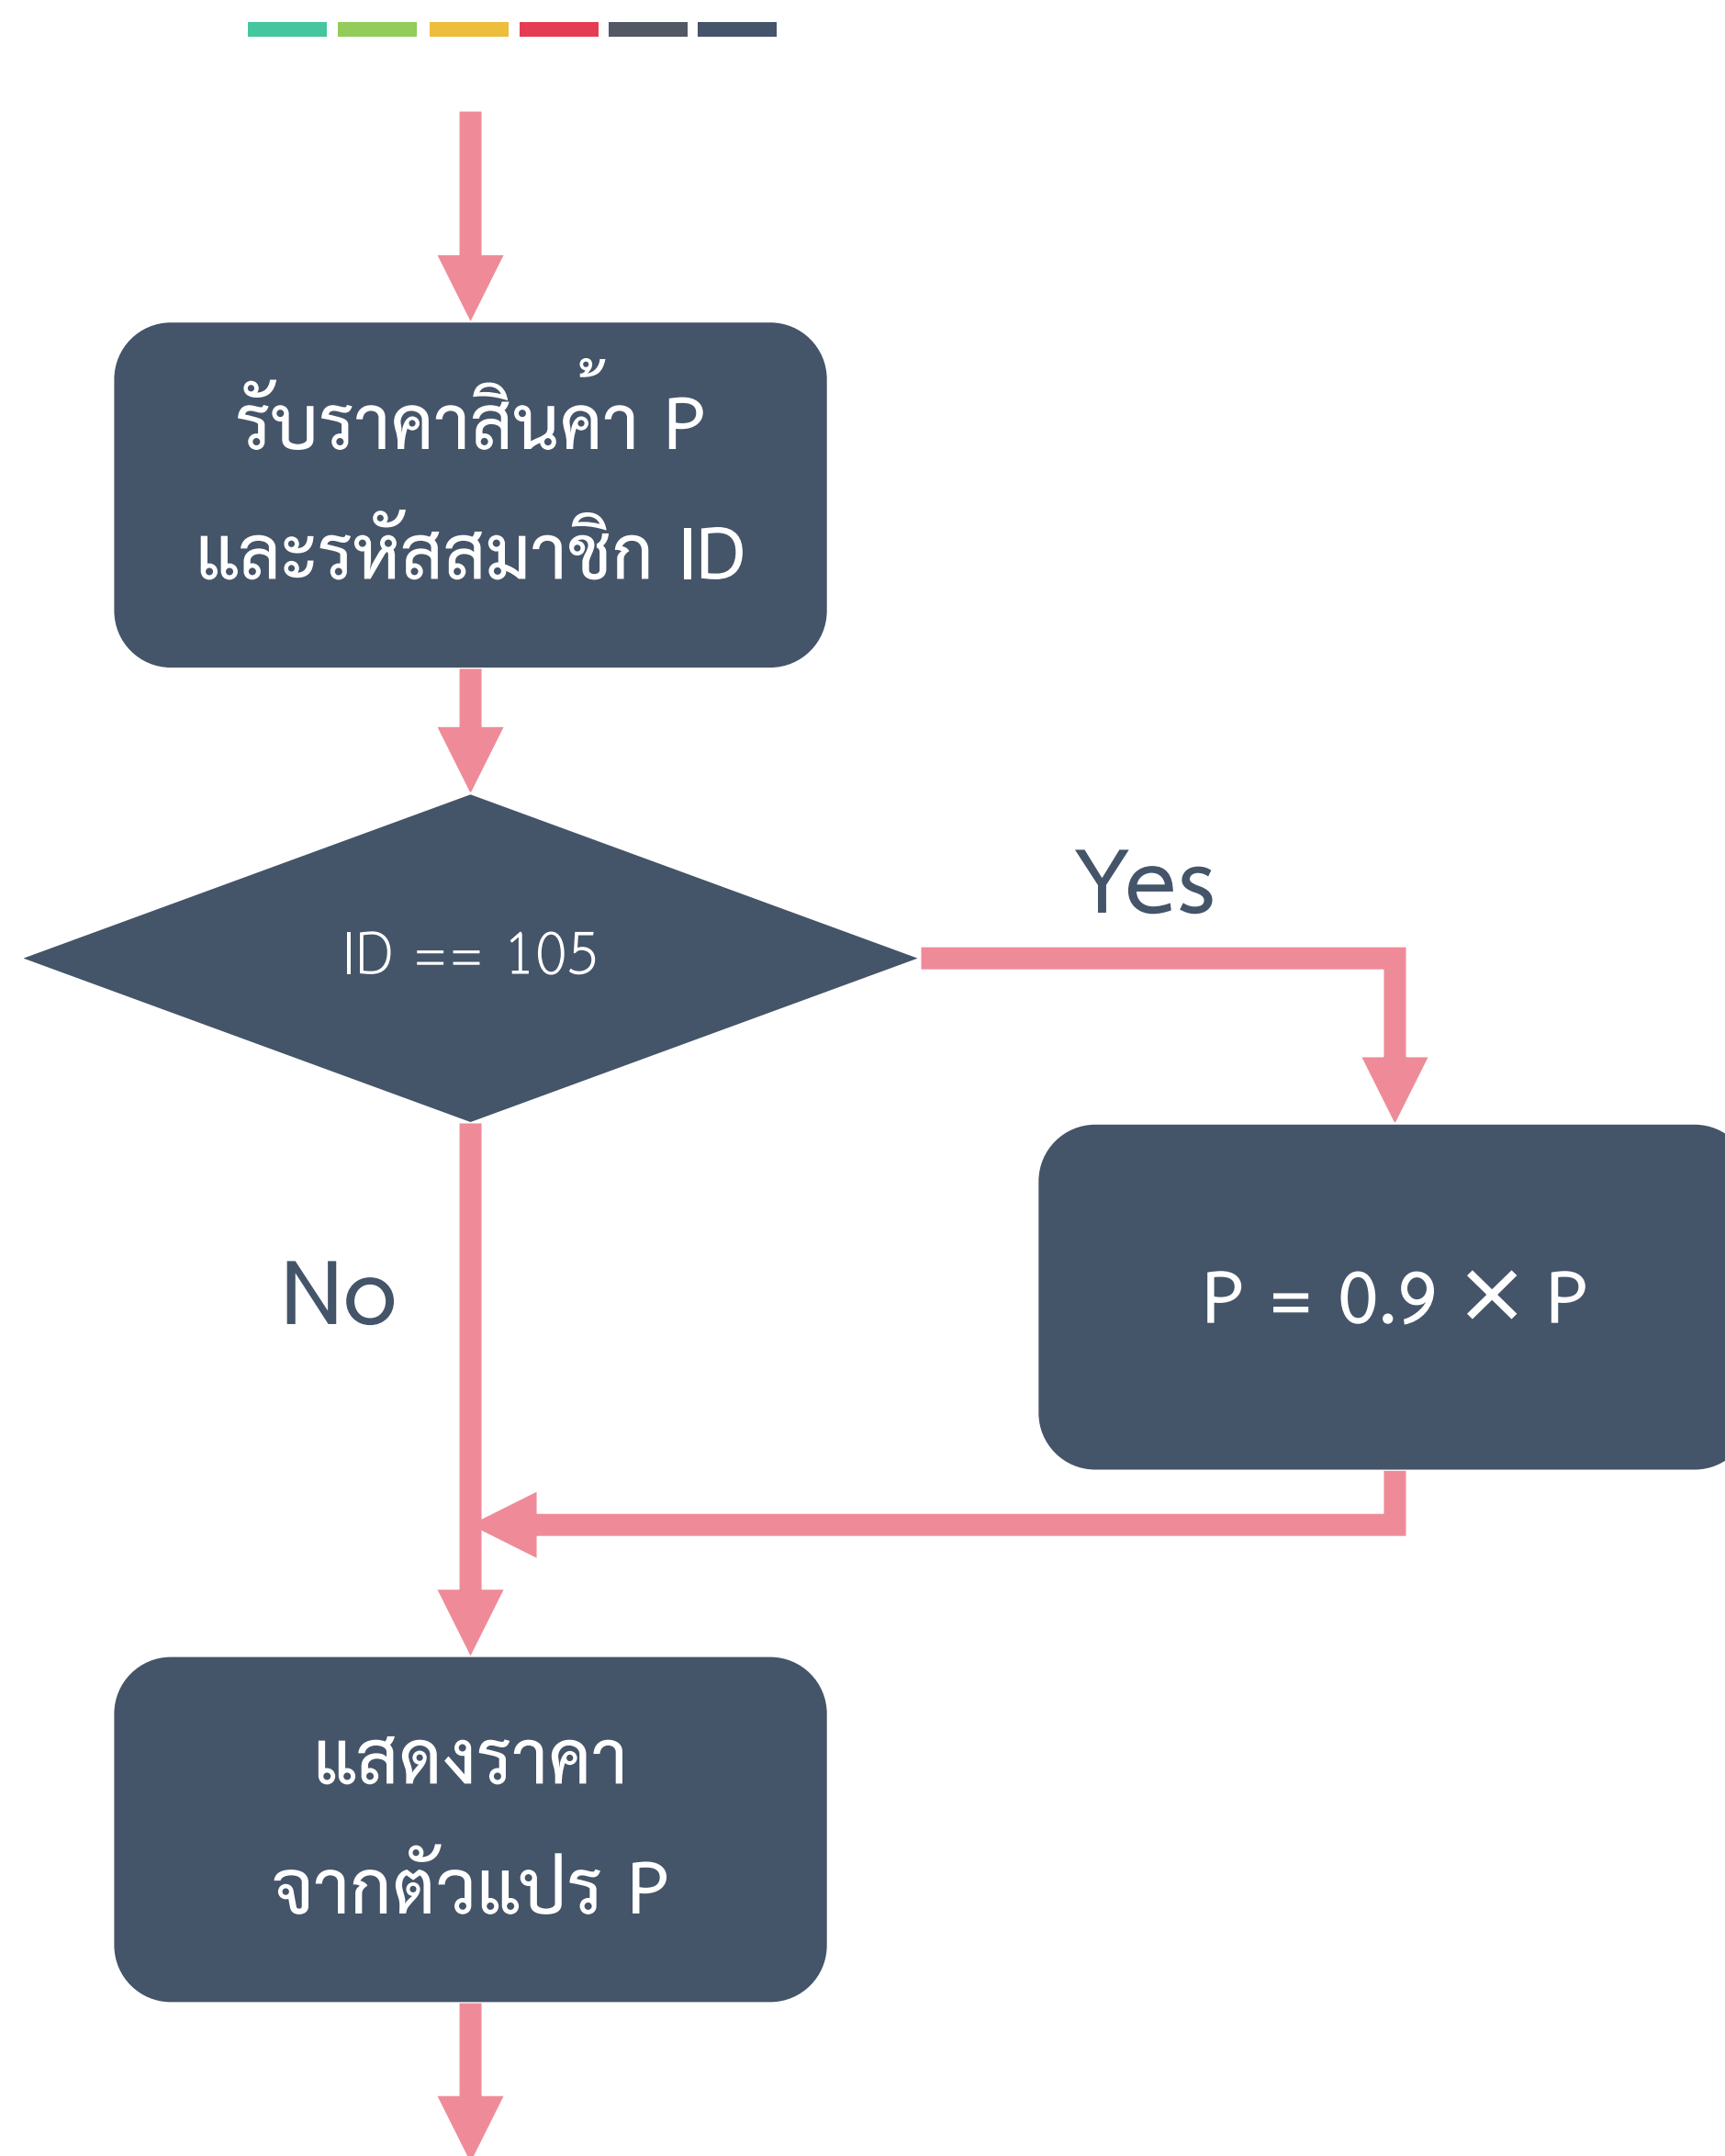 รับราคาสินค้า P
และรหัสสมาชิก ID
ID == 105
Yes
No
P = 0.9 × P
แสดงราคา
จากตัวแปร P